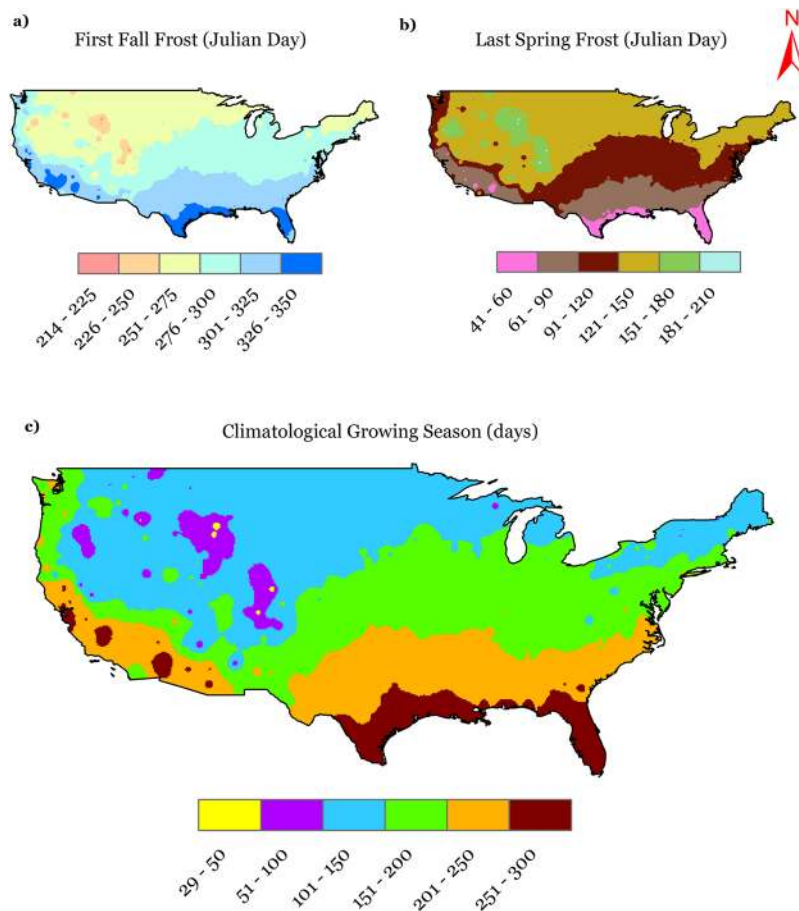 a)
First Fall Frost (Julian Day)
b)
Last Spring Frost (Julian Day)
N
214 - 225
226 - 250
251 - 275
276 - 300
301 - 325
326 - 350
41 - 60
61 - 90
91 - 120
121 - 150
151 - 180
181 - 210
c)
Climatological Growing Season (days)
29 - 50
51 - 100
101 - 150
151 - 200
201 - 250
251 - 300